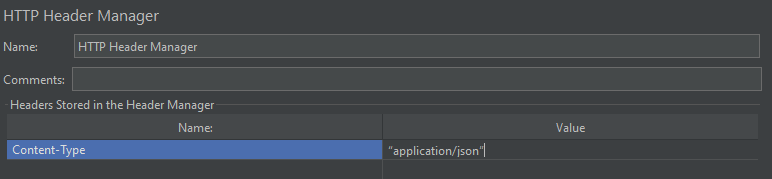 HTTP Header Manager
Name: HTTP Header Manager
Comments:
Headers Stored in the Header Manager
Name: Value
Content-Type “application/json”